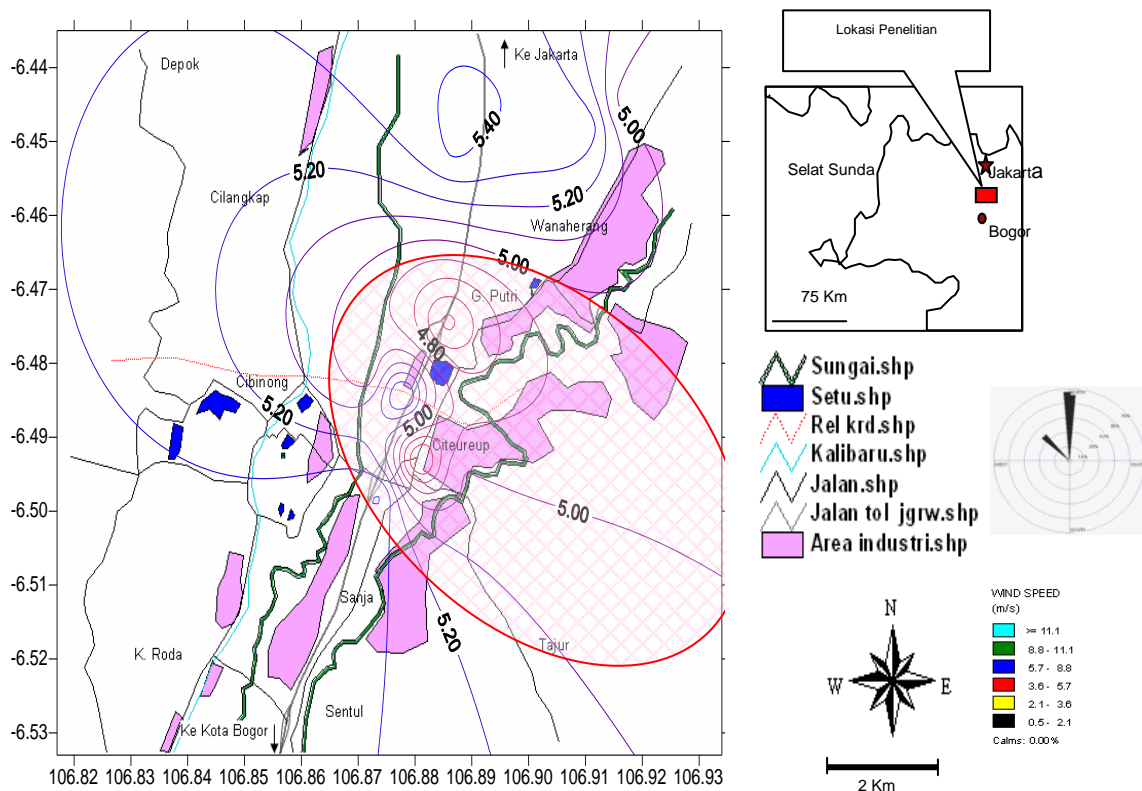 -6.44
-6.45
-6.46
-6.47
-6.48
-6.49
-6.50
-6.51
-6.52
-6.53
106.82 106.83 106.84 106.85 106.86 106.87 106.88 106.89 106.90 106.91 106.92 106.93
Depok
Ke Jakarta
5.40
5.00
5.20
Cilangkap
5.20
Wanaherang
5.00
G. Putri
4.80
Cibinong
5.20
5.00
Citeureup
5.00
Sanja
5.20
Tajur
K. Roda
Sentul
Ke Kota Bogor
Lokasi Penelitian
Selat Sunda
Jakarta
Bogor
75 Km
Sungai.shp
Setu.shp
Rel krd.shp
Kalibaru.shp
Jalan.shp
Jalan tol jgrw.shp
Area industri.shp
N
W
E
2 Km
WIND SPEED
(m/s)
>= 11.1
8.8 - 11.1
5.7 - 8.8
3.6 - 5.7
2.1 - 3.6
0.5 - 2.1
Calms: 0.00%